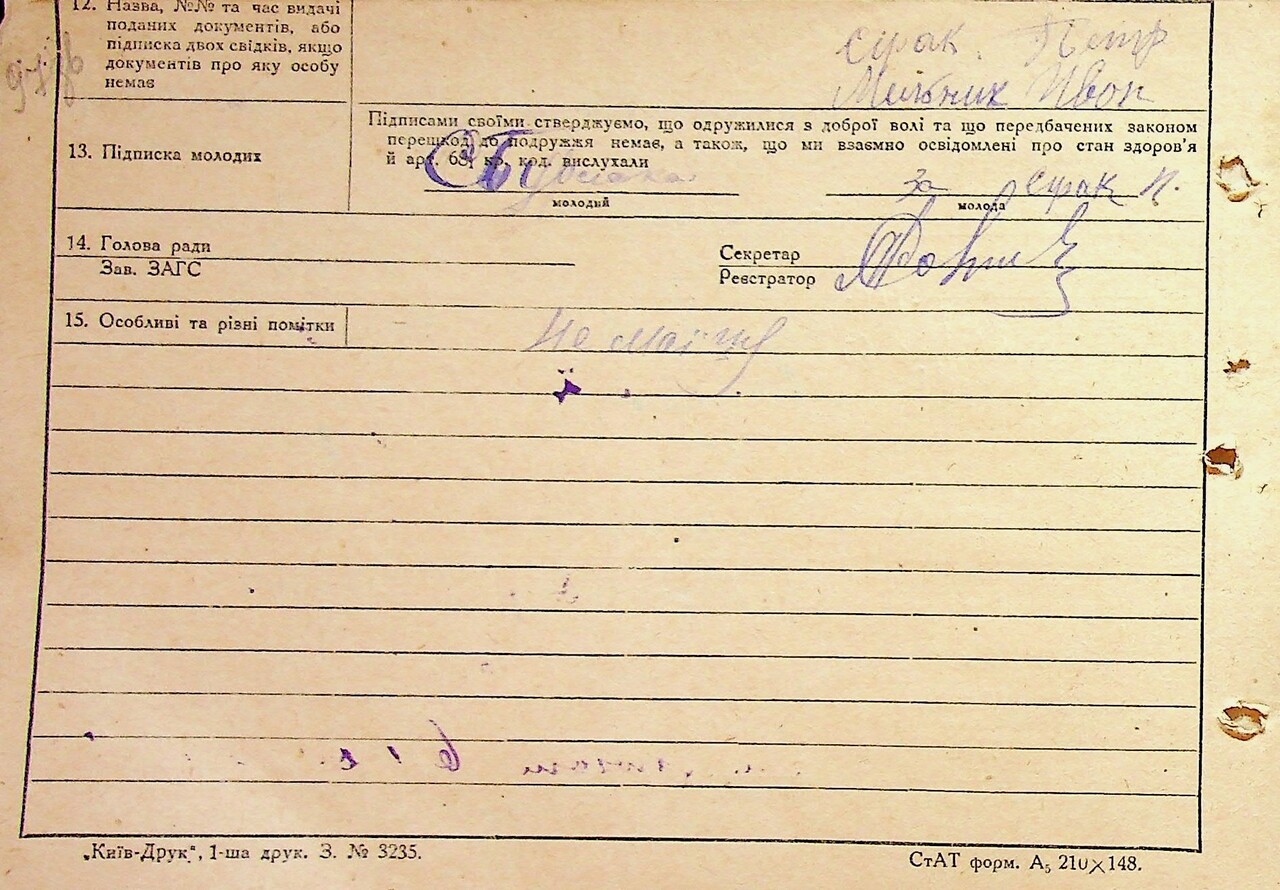 12. Назва, №№ та час видачі
поданих документів, або
підписка двох свідків, якщо
документів про яку особу
немає
Сірак Петр
Мельник Іван
13. Підписка молодих
Підписами своїми стверджуємо, що одружилися з доброї волі та що передбачених законом
перешкод до подружжя немає, а також, що ми взаємно освідомлені про стан здоров'я
й арт. 68, кр. код. вислухали
за Сірак П.
молодий
молода
14. Голова ради
Зав. ЗАГС
Секретар
Реєстратор
15. Особливі та різні помітки
„Київ-Друк", 1-ша друк. З. № 3235.
СтАТ форм. А₅ 210×148.